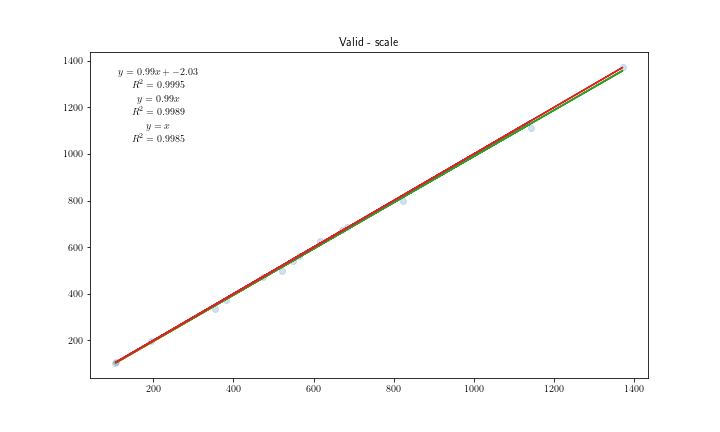 Valid - scale
1400
1200
1000
800
600
400
200
y = 0.99x + −2.03
R² = 0.9995
y = 0.99x
R² = 0.9989
y = x
R² = 0.9985
200 400 600 800 1000 1200 1400